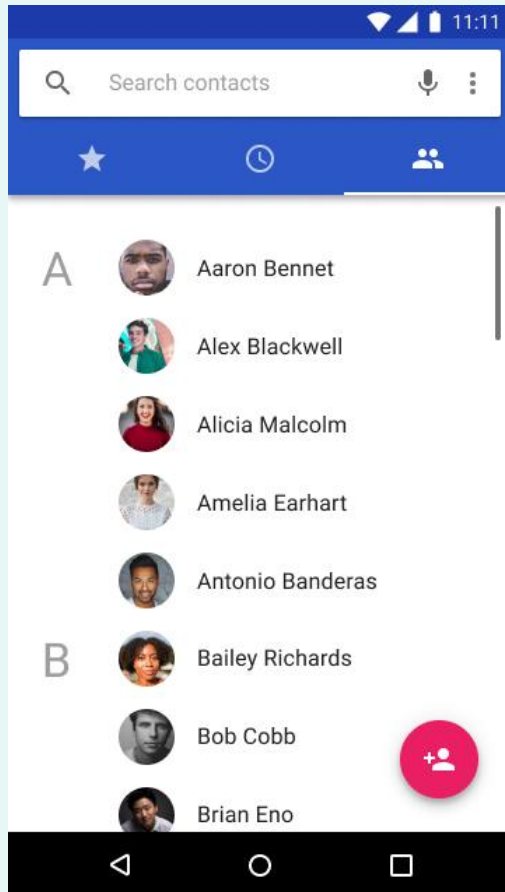 11:11
Search contacts
A
Aaron Bennet
Alex Blackwell
Alicia Malcolm
Amelia Earhart
Antonio Banderas
B
Bailey Richards
Bob Cobb
Brian Eno